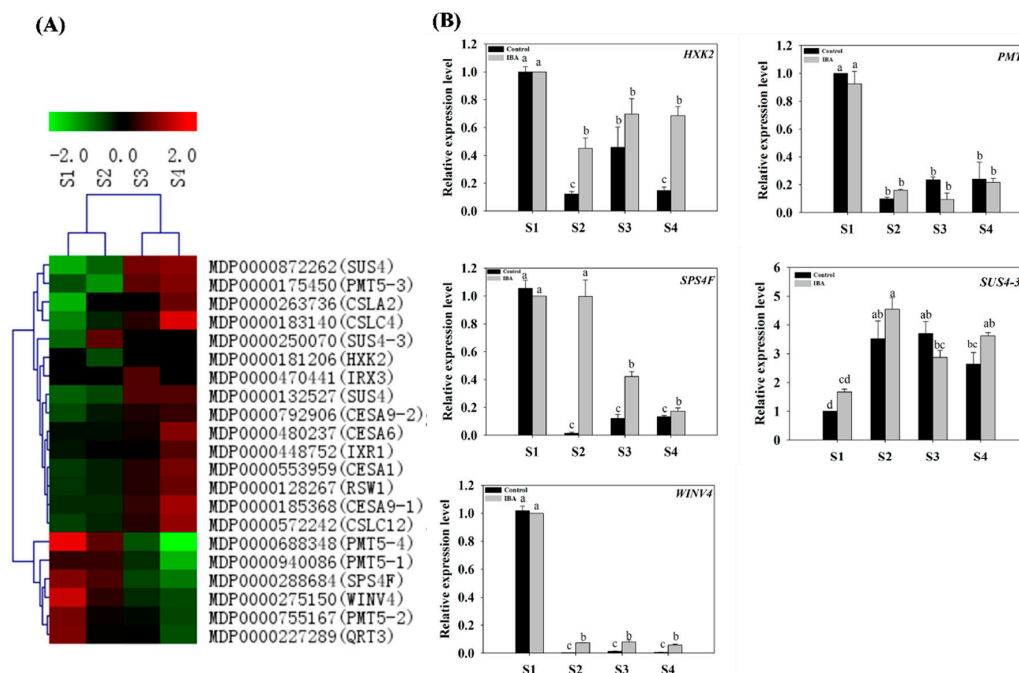 (A)
-2.0 0.0 2.0
S1 S2 S3 S4
MDP0000872262(SUS4)
MDP0000175450(PMT5-3)
MDP0000263736(CSLA2)
MDP0000183140(CSLC4)
MDP0000250070(SUS4-3)
MDP0000181206(HXK2)
MDP0000470441(IRX3)
MDP0000132527(SUS4)
MDP0000792906(CESA9-2)
MDP0000480237(CESA6)
MDP0000448752(IXR1)
MDP0000553959(CESA1)
MDP0000128267(RSW1)
MDP0000185368(CESA9-1)
MDP0000572242(CSLC12)
MDP0000688348(PMT5-4)
MDP0000940086(PMT5-1)
MDP0000288684(SPS4F)
MDP0000275150(WINV4)
MDP0000755167(PMT5-2)
MDP0000227289(QRT3)
(B)
HXK2
Control
IBA
Relative expression level
1.2
1.0
0.8
0.6
0.4
0.2
0.0
a a c b b b c b
S1 S2 S3 S4
PMT
Control
IBA
Relative expression level
1.2
1.0
0.8
0.6
0.4
0.2
0.0
a a b b b b b b
S1 S2 S3 S4
SPS4F
Control
IBA
Relative expression level
1.2
1.0
0.8
0.6
0.4
0.2
0.0
a a c a c b c c
S1 S2 S3 S4
SUS4-3
Control
IBA
Relative expression level
6
5
4
3
2
1
0
d cd ab a ab bc bc ab
S1 S2 S3 S4
WINV4
Control
IBA
Relative expression level
1.2
1.0
0.8
0.6
0.4
0.2
0.0
a a c b c b c b
S1 S2 S3 S4